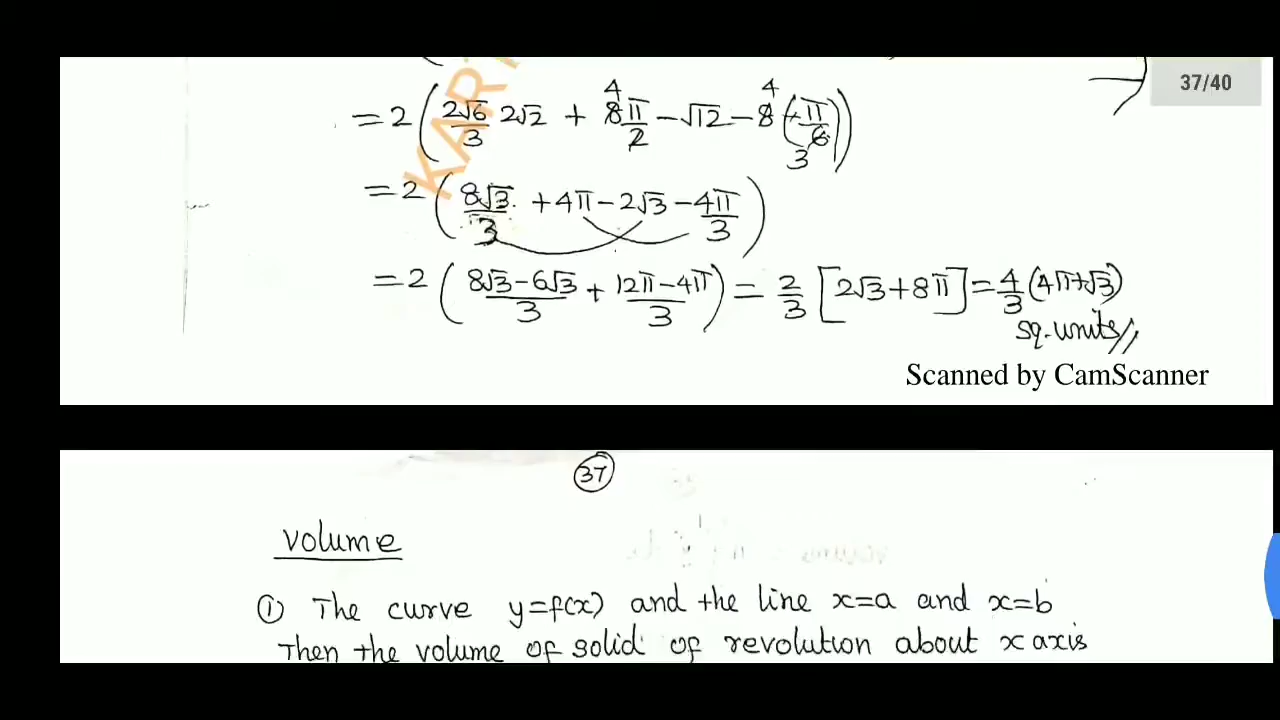 37/40
= 2 ( 2√6/3 2√2 + 8π/2 4 - √12 - 8 4 (π/6 3) )
= 2 ( 8√3/3 + 4π - 2√3 - 4π/3 )
= 2 ( 8√3-6√3/3 + 12π-4π/3 ) = 2/3 [2√3+8π] = 4/3 (4π+√3)
sq.units//
Scanned by CamScanner
37
Volume
① The curve y=f(x) and the line x=a and x=b
Then the volume of solid of revolution about x axis